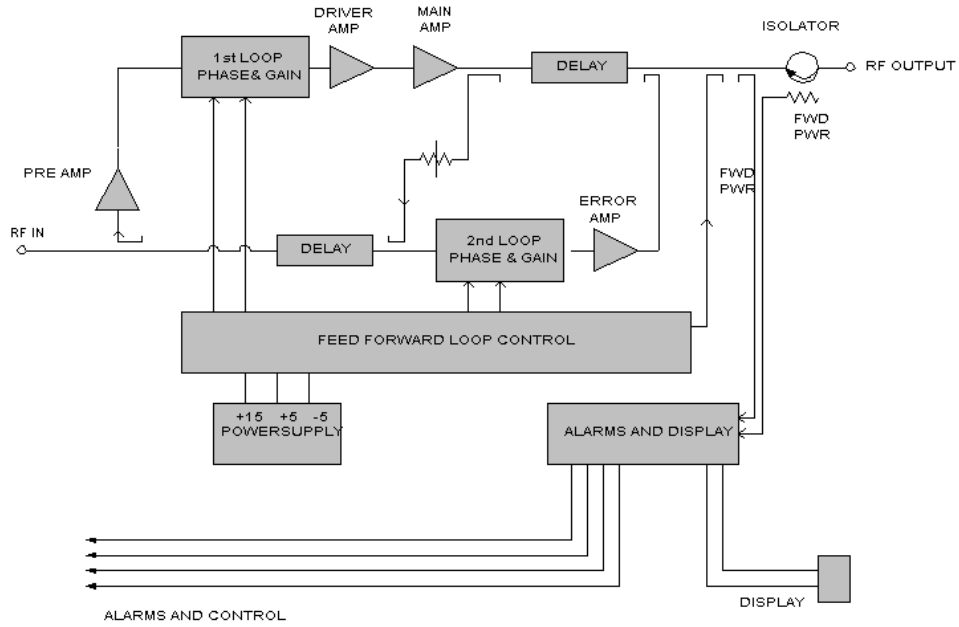 DRIVER
AMP
MAIN
AMP
ISOLATOR
1st LOOP
PHASE& GAIN
DELAY
RF OUTPUT
FWD
PWR
PRE AMP
FWD
PWR
ERROR
AMP
RF IN
DELAY
2nd LOOP
PHASE & GAIN
FEED FORWARD LOOP CONTROL
+15 +5 -5
POWERSUPPLY
ALARMS AND DISPLAY
DISPLAY
ALARMS AND CONTROL